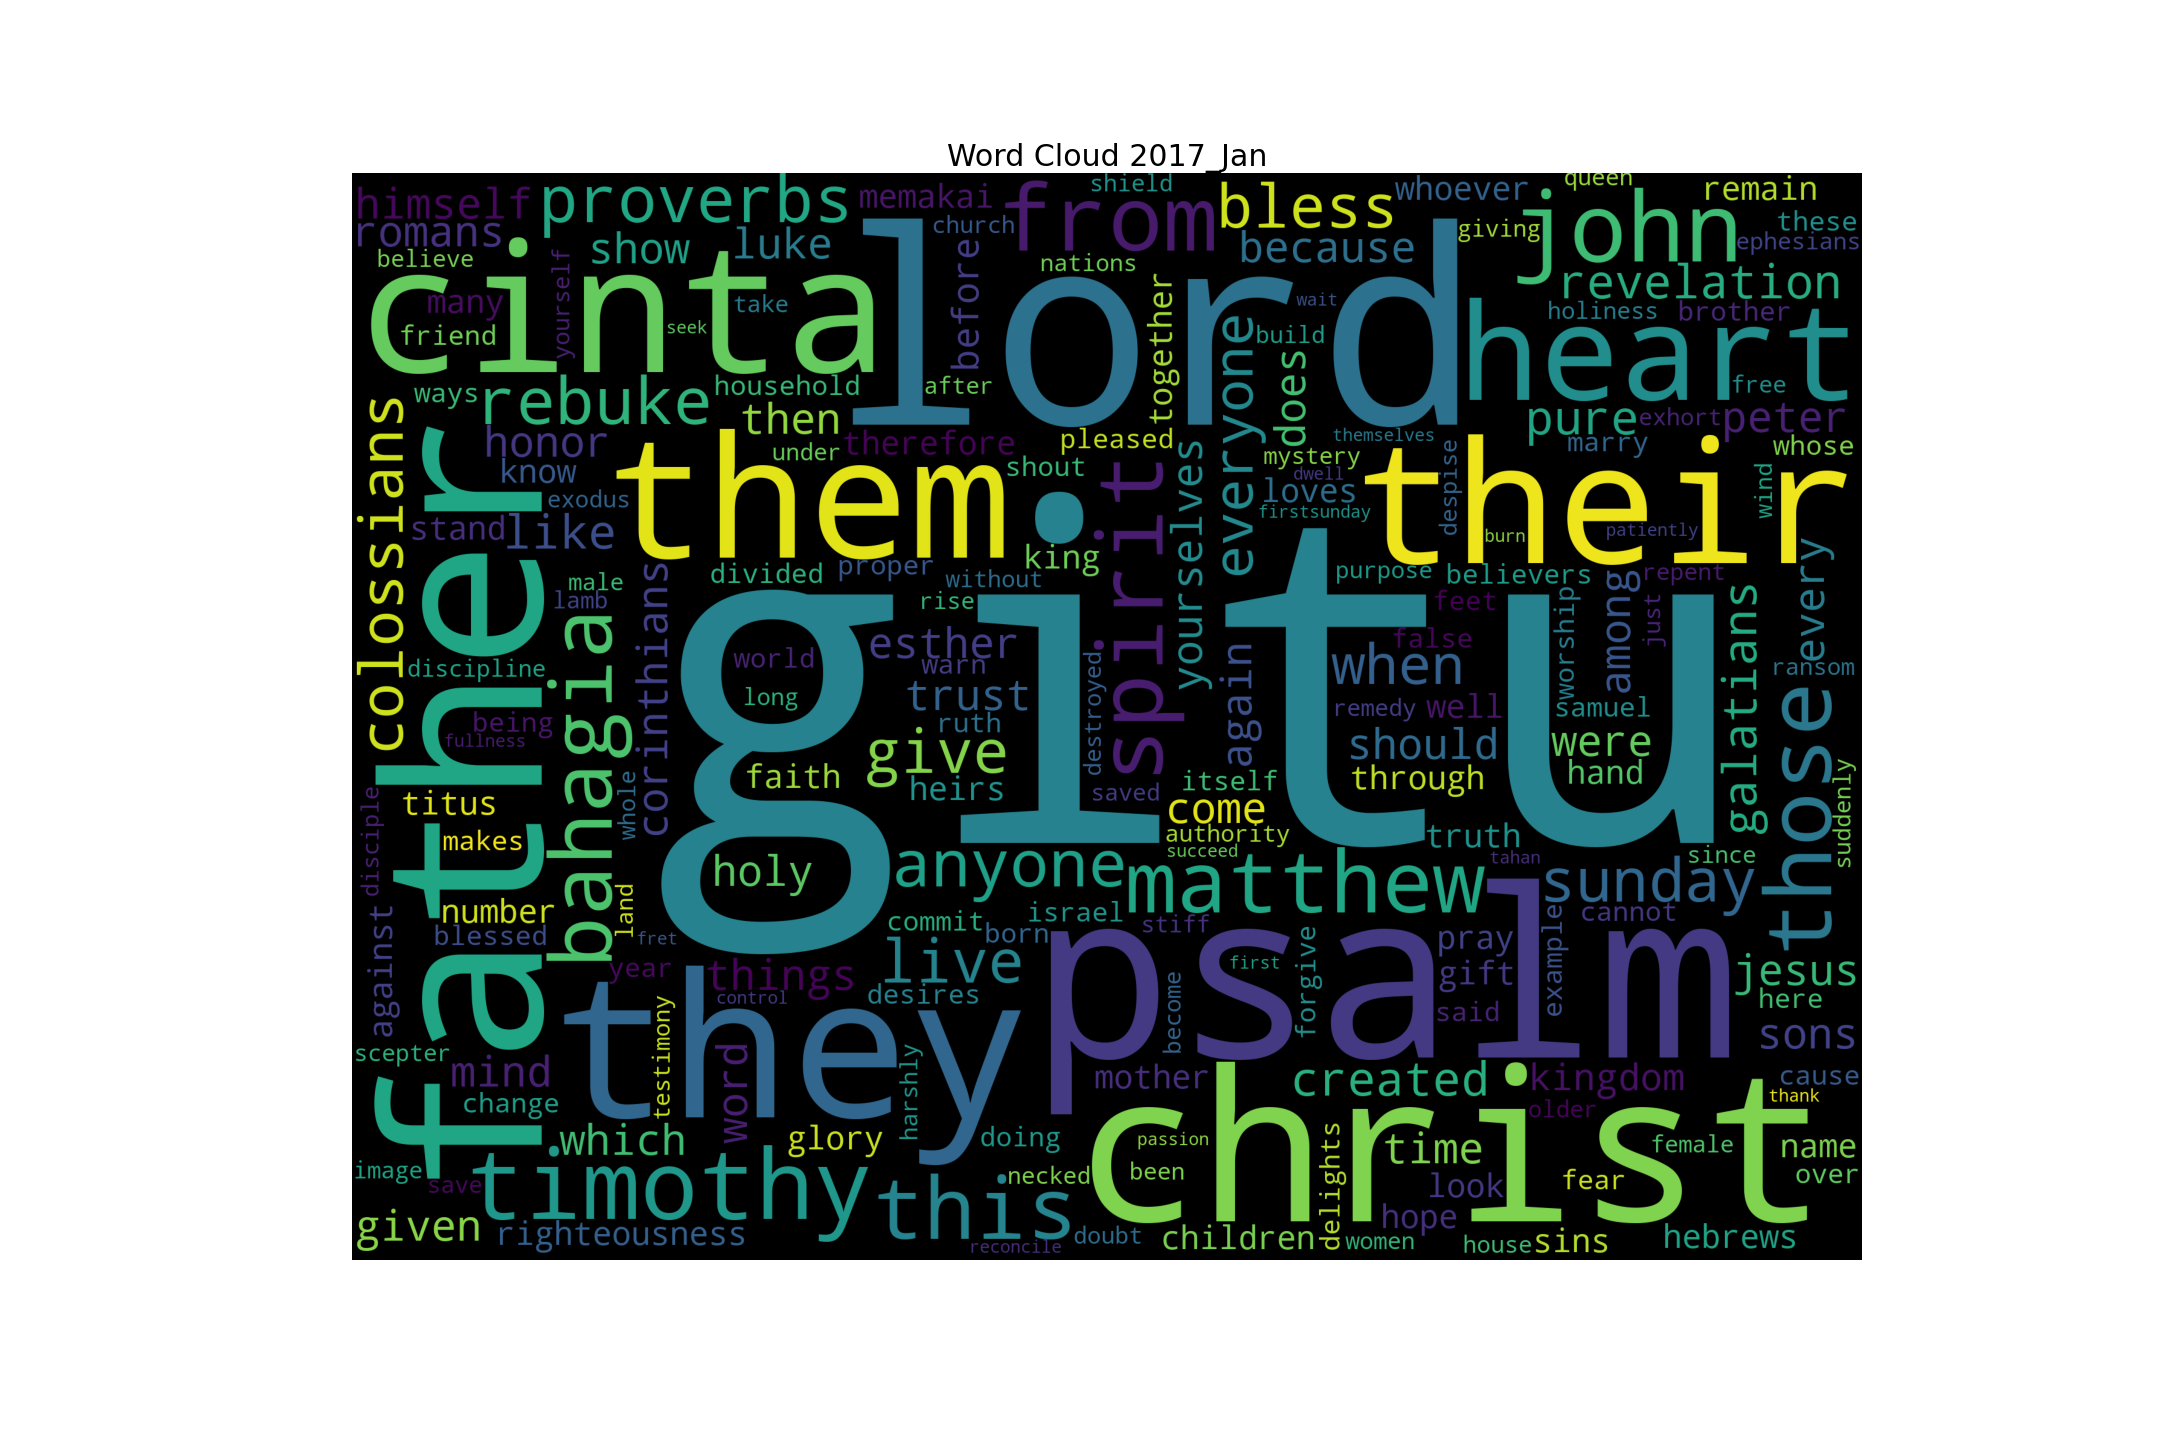 Word Cloud 2017_Jan
himself proverbs memakai shield from bless whoever queen john remain
romans show luke church before because giving these ephesians
believe cinta lord nations revelation
many yourself take together wait holiness brother
friend seek everyone build heart
ways rebuke household after does free
colossians honor then therefore pleased themselves pure exhort peter
know under shout mystery marry whose
exodus them spirit yourselves loves dwell despise their wind
stand like firstsunday burn patiently
father king
corinthians divided proper without purpose believers among repent every
male lamb rise gitu feet worship just galatians
bahagian esther false
discipline world warn destroyed again when ransom
long trust remedy well samuel those
being ruth should were
fullness give
faith heirs saved itself through hand suddenly
titus whole come
disciple makes authority truth
succeed tahan since
holy anyone matthew sunday
number land commit israel stiff example cannot
against blessed fret born forgive pray
year things live first psalm gift jesus
control desires become said here
scepter testimony they sons
mind word harshly mother created kingdom cause
change older thank
which glory doing passion christ time female name
image save timothy necked been delights look fear over
this hope
given righteousness reconcile doubt children women house sins hebrews